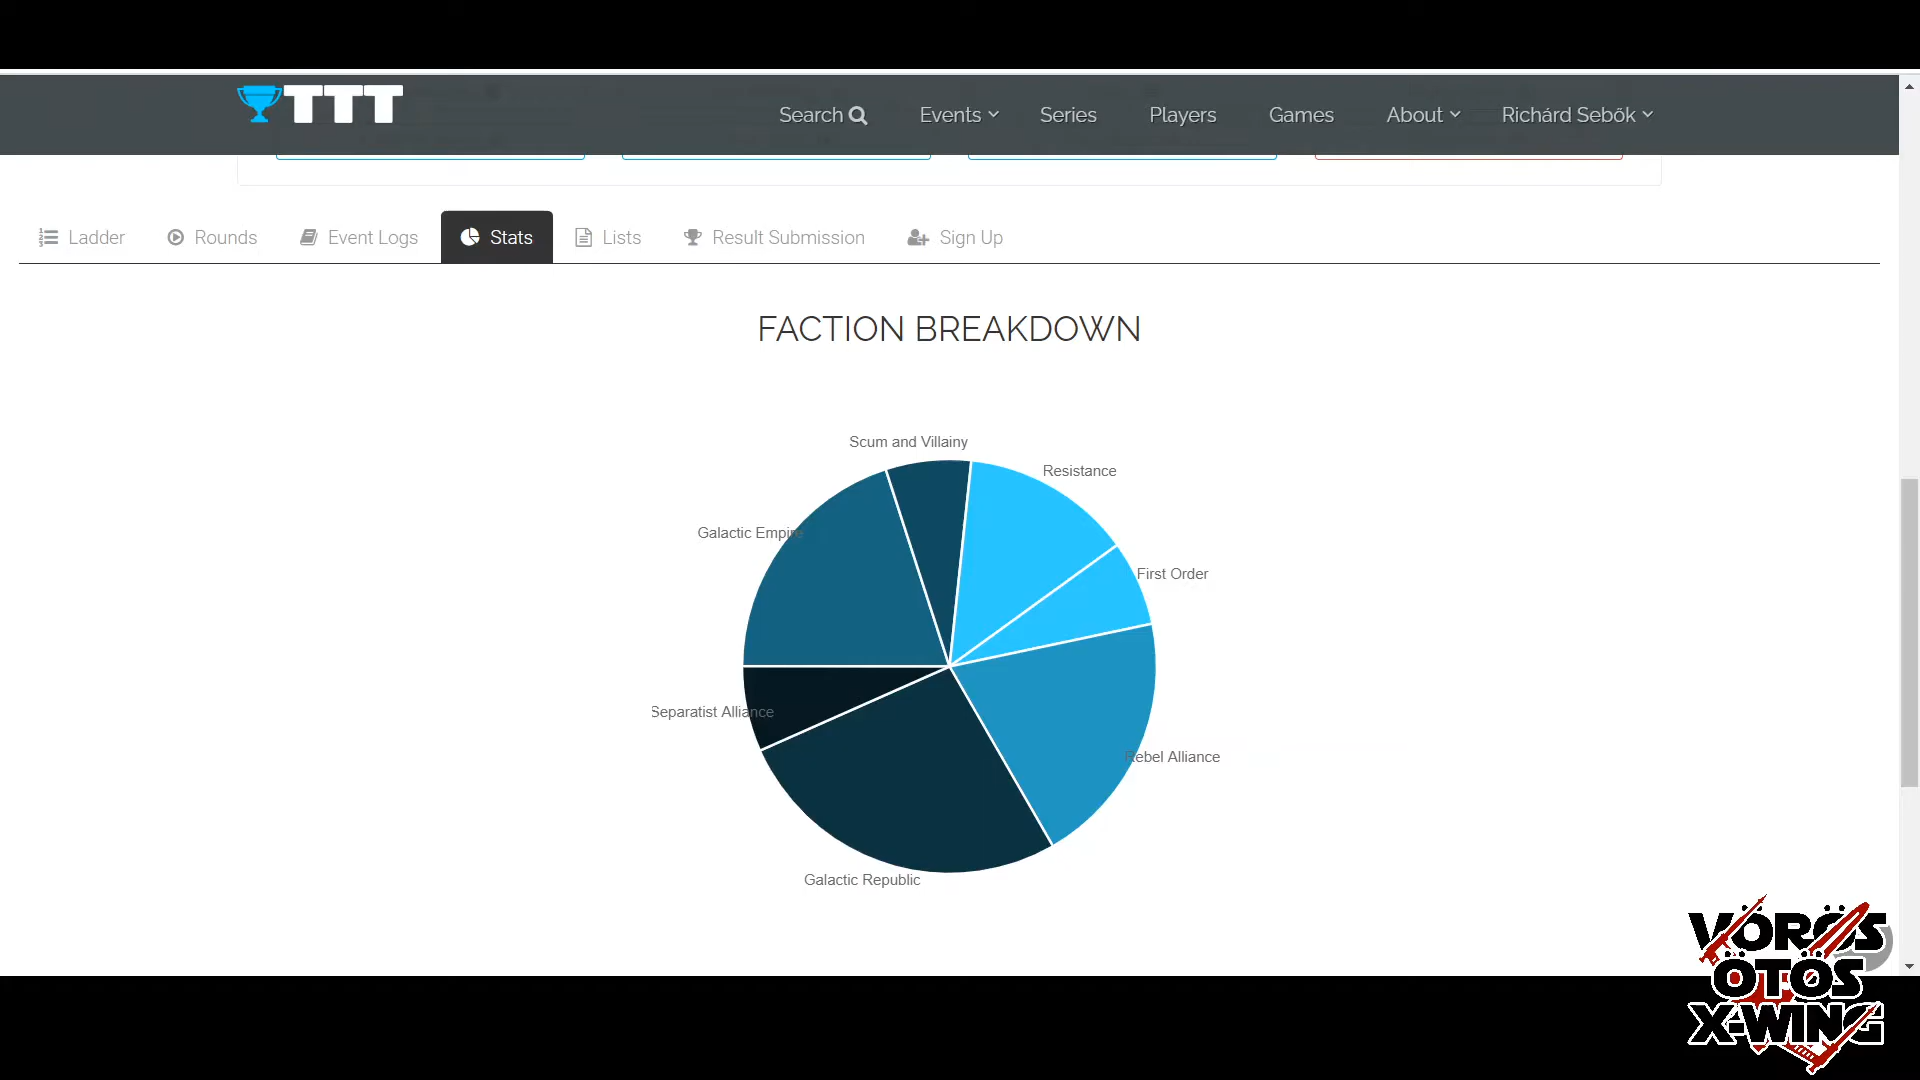 TTT
Search
Events
Series
Players
Games
About
Richárd Sebők
Ladder
Rounds
Event Logs
Stats
Lists
Result Submission
Sign Up
FACTION BREAKDOWN
Scum and Villainy
Resistance
Galactic Empire
First Order
Separatist Alliance
Rebel Alliance
Galactic Republic
VÖRÖS
ÖTÖS
X-WING